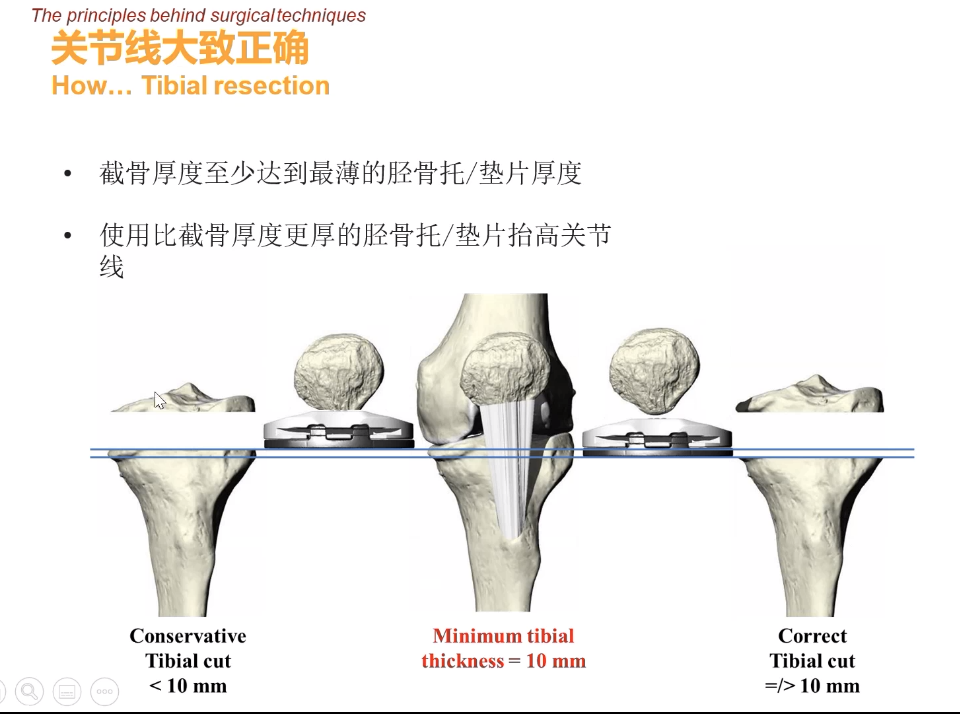 The principles behind surgical techniques
关节线大致正确
How... Tibial resection
• 截骨厚度至少达到最薄的胫骨托/垫片厚度
• 使用比截骨厚度更厚的胫骨托/垫片抬高关节
线
Conservative
Tibial cut
< 10 mm
Minimum tibial
thickness = 10 mm
Correct
Tibial cut
=/> 10 mm